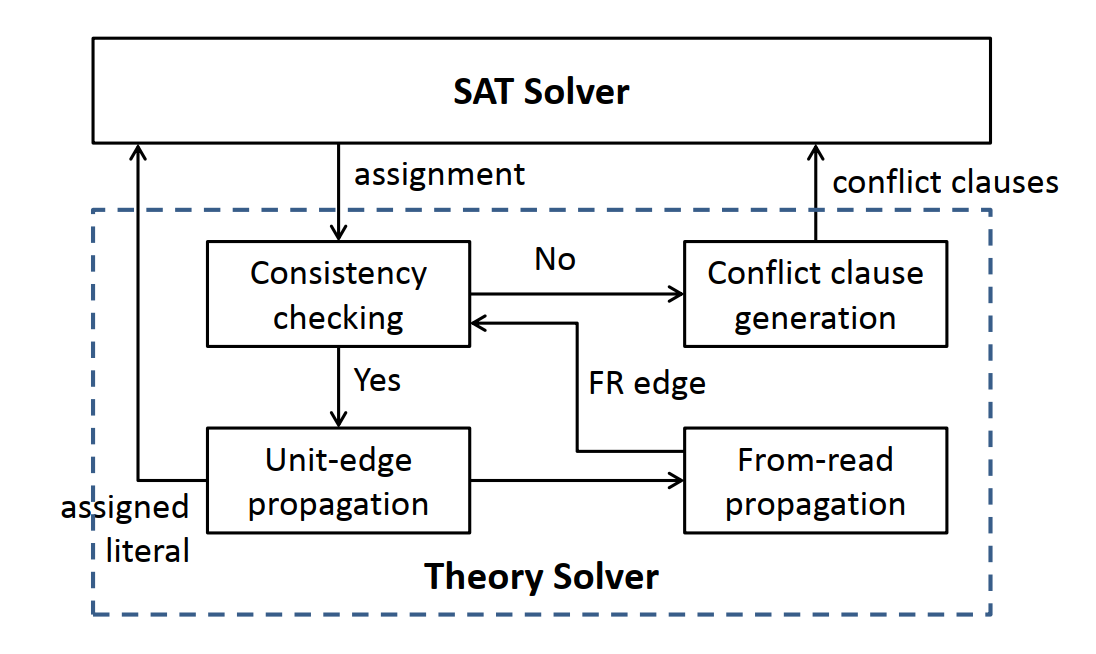 SAT Solver
assignment
conflict clauses
Consistency
checking
No
Conflict clause
generation
Yes
FR edge
Unit-edge
propagation
From-read
propagation
assigned
literal
Theory Solver